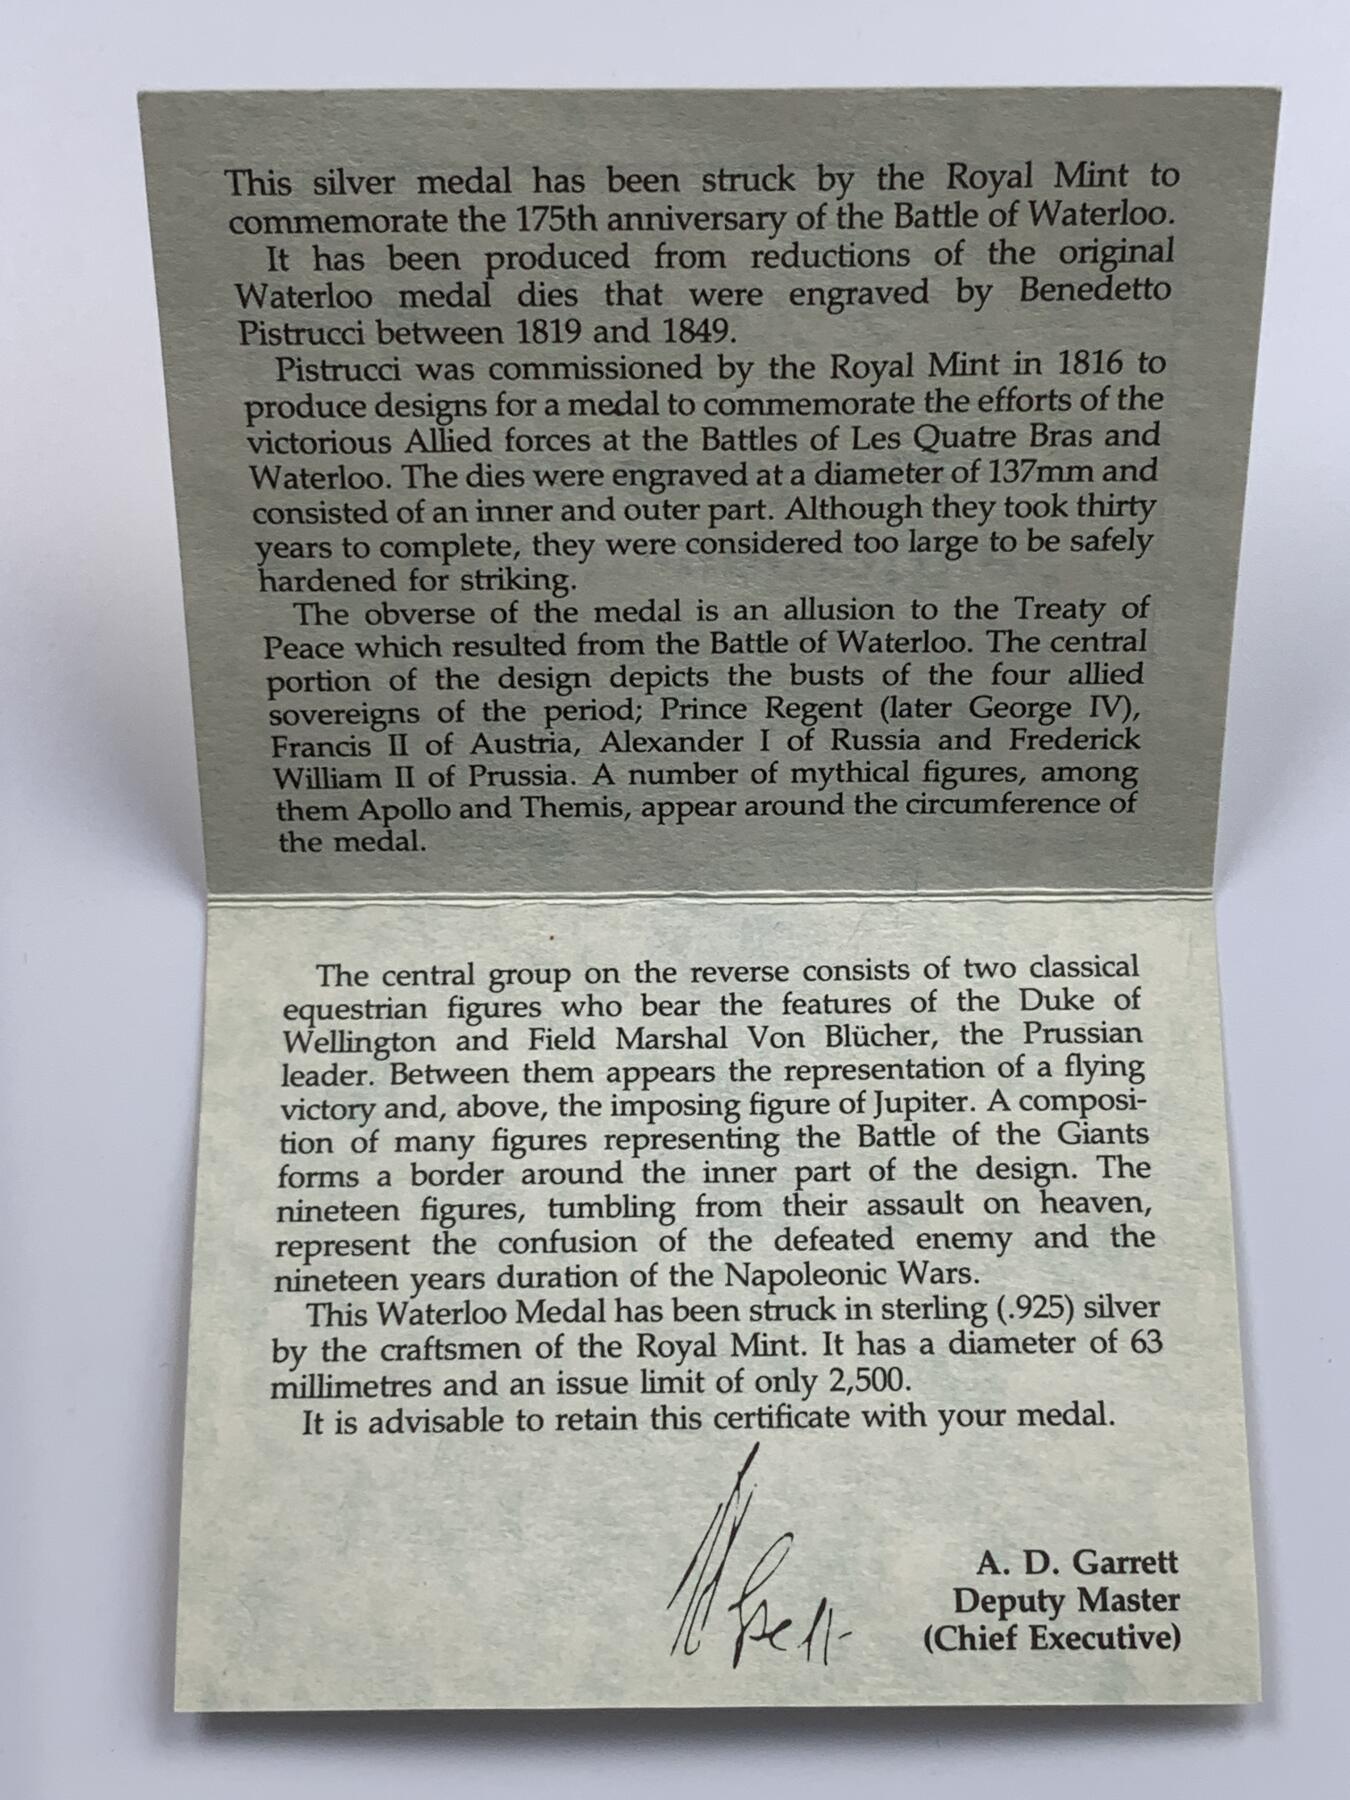 This silver medal has been struck by the Royal Mint to
commemorate the 175th anniversary of the Battle of Waterloo.
It has been produced from reductions of the original
Waterloo medal dies that were engraved by Benedetto
Pistrucci between 1819 and 1849.
Pistrucci was commissioned by the Royal Mint in 1816 to
produce designs for a medal to commemorate the efforts of the
victorious Allied forces at the Battles of Les Quatre Bras and
Waterloo. The dies were engraved at a diameter of 137mm and
consisted of an inner and outer part. Although they took thirty
years to complete, they were considered too large to be safely
hardened for striking.
The obverse of the medal is an allusion to the Treaty of
Peace which resulted from the Battle of Waterloo. The central
portion of the design depicts the busts of the four allied
sovereigns of the period; Prince Regent (later George IV),
Francis II of Austria, Alexander I of Russia and Frederick
William II of Prussia. A number of mythical figures, among
them Apollo and Themis, appear around the circumference of
the medal.
The central group on the reverse consists of two classical
equestrian figures who bear the features of the Duke of
Wellington and Field Marshal Von Blücher, the Prussian
leader. Between them appears the representation of a flying
victory and, above, the imposing figure of Jupiter. A composi-
tion of many figures representing the Battle of the Giants
forms a border around the inner part of the design. The
nineteen figures, tumbling from their assault on heaven,
represent the confusion of the defeated enemy and the
nineteen years duration of the Napoleonic Wars.
This Waterloo Medal has been struck in sterling (.925) silver
by the craftsmen of the Royal Mint. It has a diameter of 63
millimetres and an issue limit of only 2,500.
It is advisable to retain this certificate with your medal.
A. D. Garrett
Deputy Master
(Chief Executive)